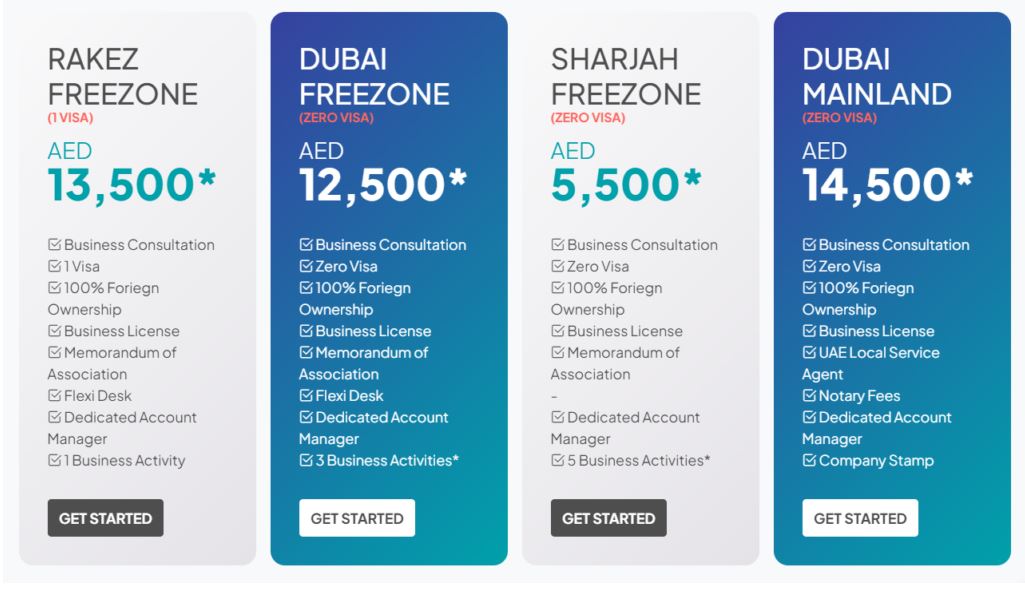 RAKEZ
FREEZONE
(1 VISA)
AED
13,500*
Business Consultation
1 Visa
100% Foriegn
Ownership
Business License
Memorandum of
Association
Flexi Desk
Dedicated Account
Manager
1 Business Activity
GET STARTED
DUBAI
FREEZONE
(ZERO VISA)
AED
12,500*
Business Consultation
Zero Visa
100% Foriegn
Ownership
Business License
Memorandum of
Association
Flexi Desk
Dedicated Account
Manager
3 Business Activities*
GET STARTED
SHARJAH
FREEZONE
(ZERO VISA)
AED
5,500*
Business Consultation
Zero Visa
100% Foriegn
Ownership
Business License
Memorandum of
Association
-
Dedicated Account
Manager
5 Business Activities*
GET STARTED
DUBAI
MAINLAND
(ZERO VISA)
AED
14,500*
Business Consultation
Zero Visa
100% Foriegn
Ownership
Business License
UAE Local Service
Agent
Notary Fees
Dedicated Account
Manager
Company Stamp
GET STARTED